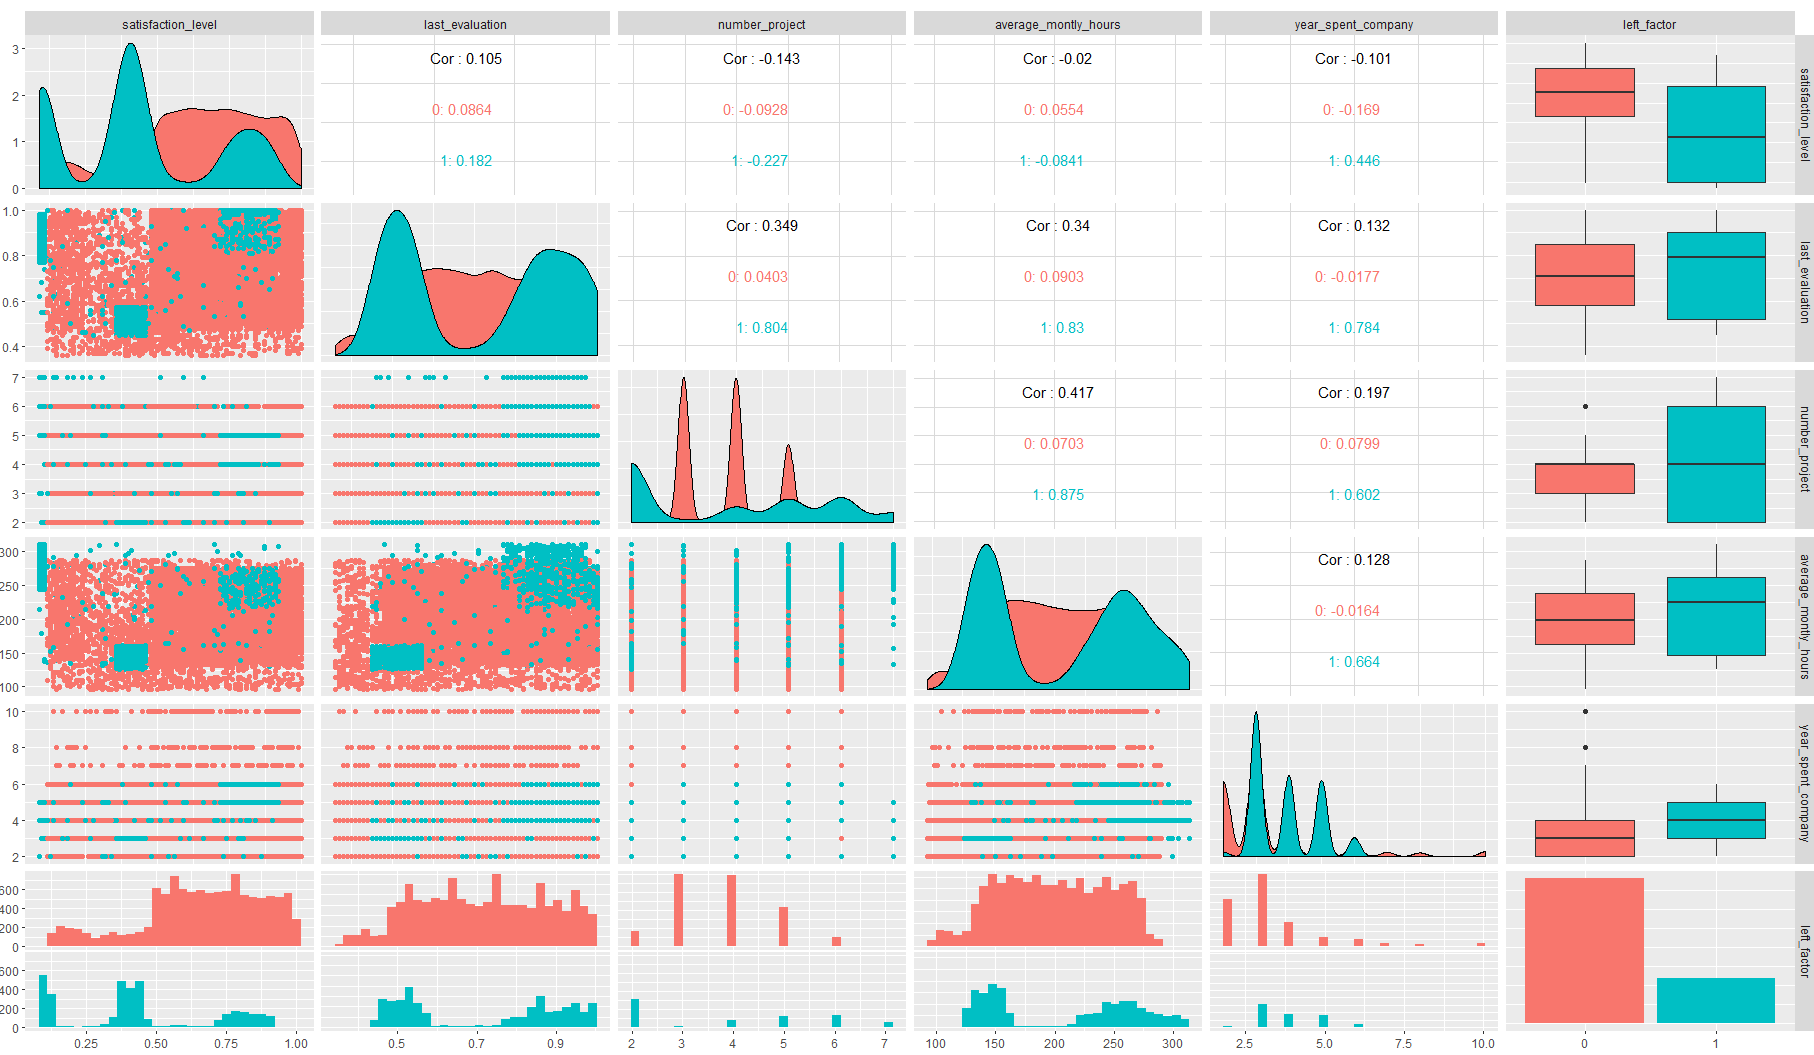 satisfaction_level last_evaluation number_project average_montly_hours year_spent_company left_factor
3 2 1 0
Cor : 0.105 Cor : -0.143 Cor : -0.02 Cor : -0.101
0: 0.0864 0: -0.0928 0: 0.0554 0: -0.169
1: 0.182 1: -0.227 1: -0.0841 1: 0.446
satisfaction_level
1.0 0.8 0.6 0.4
Cor : 0.349 Cor : 0.34 Cor : 0.132
0: 0.0403 0: 0.0903 0: -0.0177
1: 0.804 1: 0.83 1: 0.784
last_evaluation
7 6 5 4 3 2
Cor : 0.417 Cor : 0.197
0: 0.0703 0: 0.0799
1: 0.875 1: 0.602
number_project
300 250 200 150 100
Cor : 0.128
0: -0.0164
1: 0.664
average_montly_hours
10 8 6 4 2
year_spent_company
600 400 200 0
600 400 200 0
left_factor
0.25 0.50 0.75 1.00 0.5 0.7 0.9 2 3 4 5 6 7 100 150 200 250 300 2.5 5.0 7.5 10.0 0 1